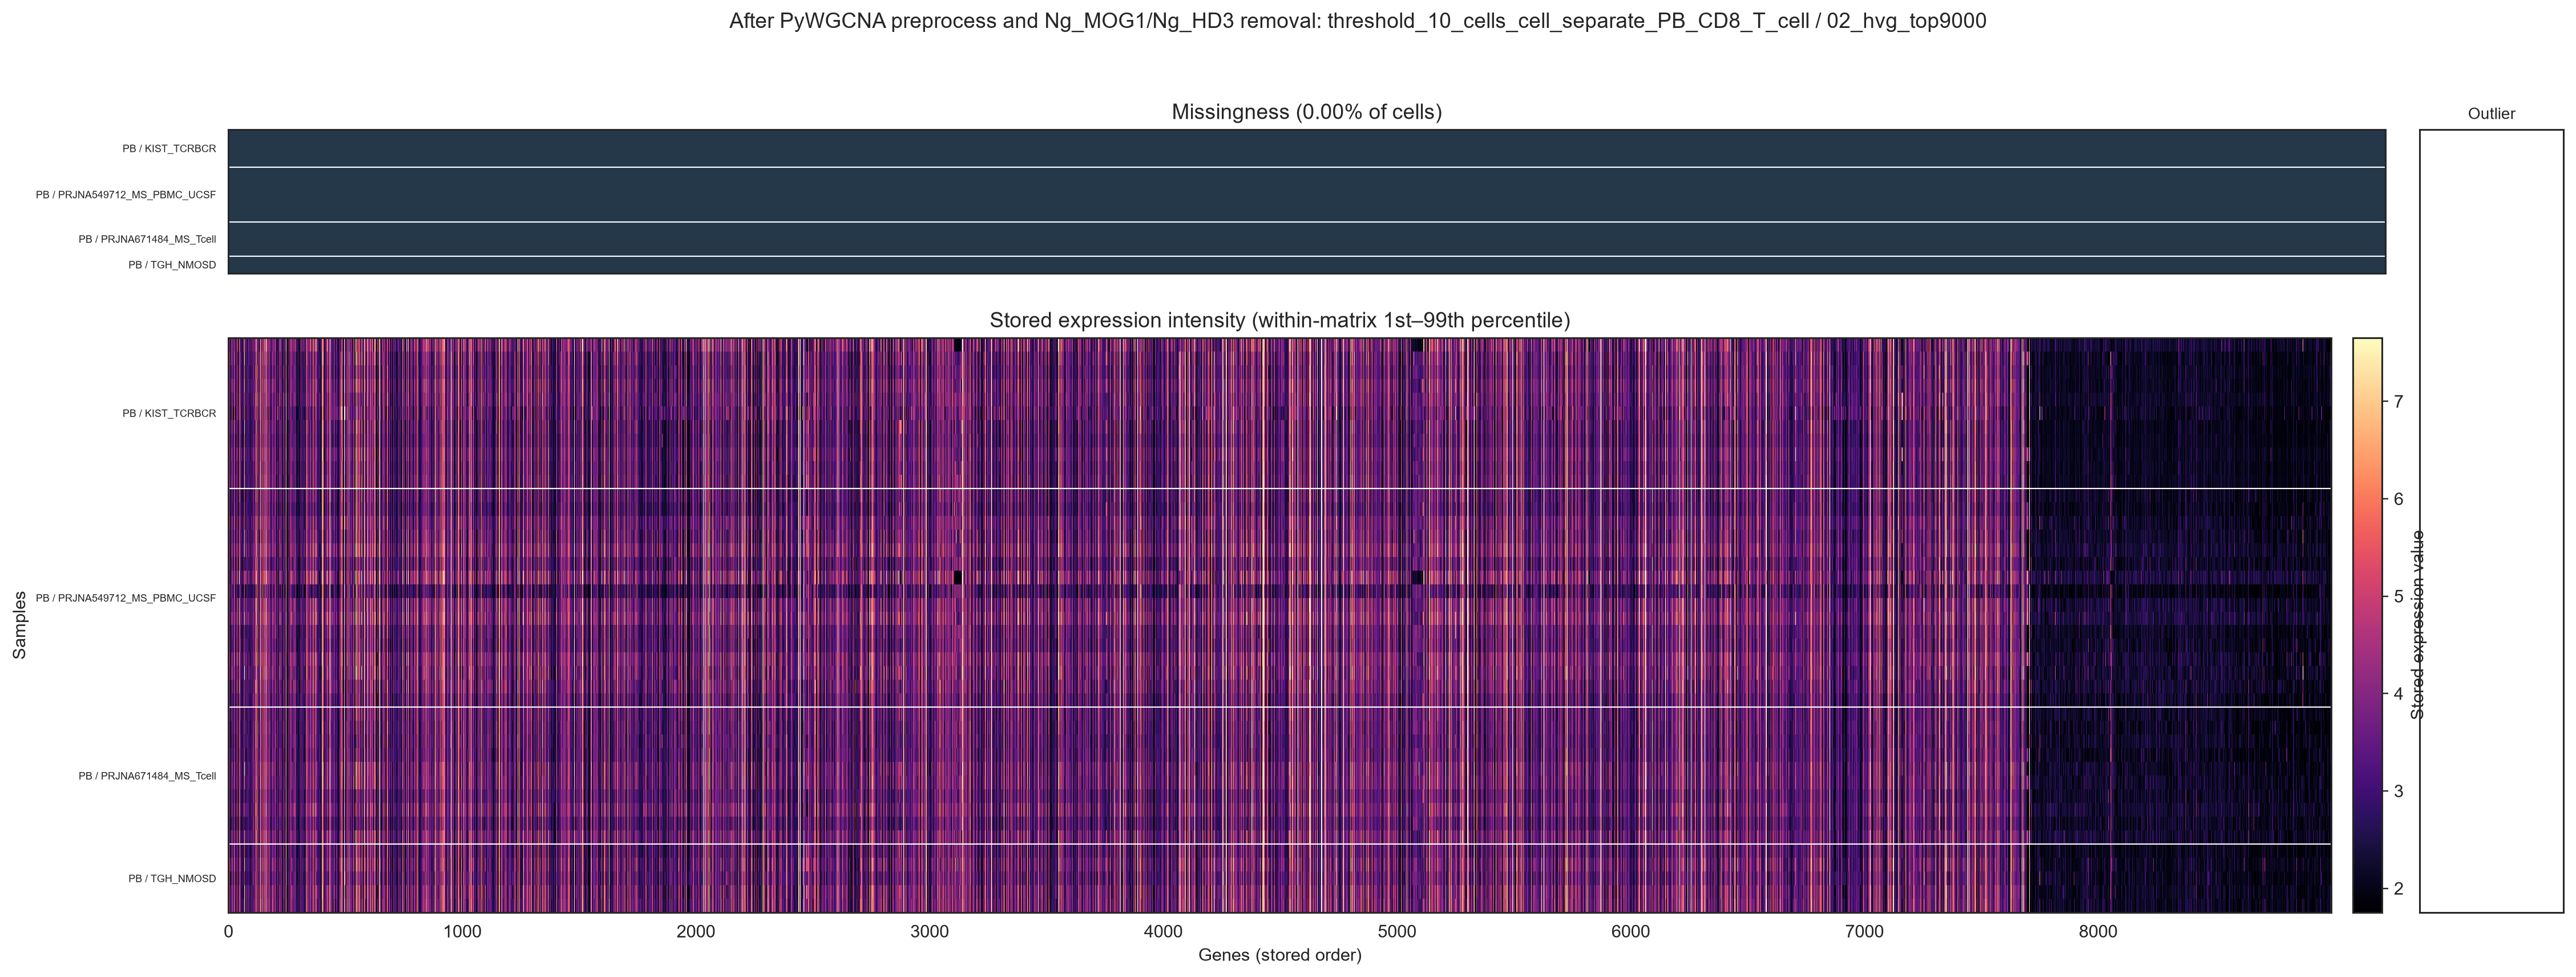 After PyWGCNA preprocess and Ng_MOG1/Ng_HD3 removal: threshold_10_cells_cell_separate_PB_CD8_T_cell / 02_hvg_top9000
Missingness (0.00% of cells)
Outlier
PB / KIST_TCRBCR
PB / PRJNA549712_MS_PBMC_UCSF
PB / PRJNA671484_MS_Tcell
PB / TGH_NMOSD
Stored expression intensity (within-matrix 1st–99th percentile)
PB / KIST_TCRBCR
PB / PRJNA549712_MS_PBMC_UCSF
PB / PRJNA671484_MS_Tcell
PB / TGH_NMOSD
Samples
7
6
5
4
3
2
Stored expression value
0 1000 2000 3000 4000 5000 6000 7000 8000
Genes (stored order)